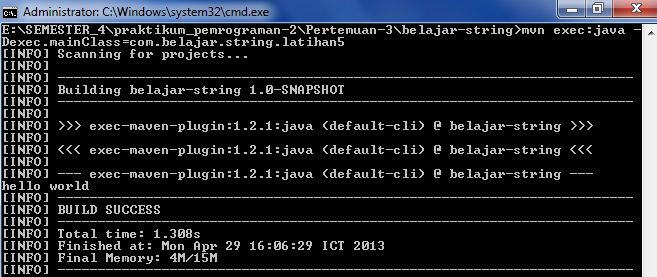 Administrator: C:\Windows\system32\cmd.exe
E:\SEMESTER_4\praktikum_pemrograman-2\Pertemuan-3\belajar-string>mvn exec:java -
Dexec.mainClass=com.belajar.string.latihan5
[INFO] Scanning for projects...
[INFO]
[INFO] ------------------------------------------------------------------------
[INFO] Building belajar-string 1.0-SNAPSHOT
[INFO] ------------------------------------------------------------------------
[INFO]
[INFO] >>> exec-maven-plugin:1.2.1:java (default-cli) @ belajar-string >>>
[INFO]
[INFO] <<< exec-maven-plugin:1.2.1:java (default-cli) @ belajar-string <<<
[INFO]
[INFO] --- exec-maven-plugin:1.2.1:java (default-cli) @ belajar-string ---
hello world
[INFO] ------------------------------------------------------------------------
[INFO] BUILD SUCCESS
[INFO] ------------------------------------------------------------------------
[INFO] Total time: 1.308s
[INFO] Finished at: Mon Apr 29 16:06:29 ICT 2013
[INFO] Final Memory: 4M/15M
[INFO] ------------------------------------------------------------------------